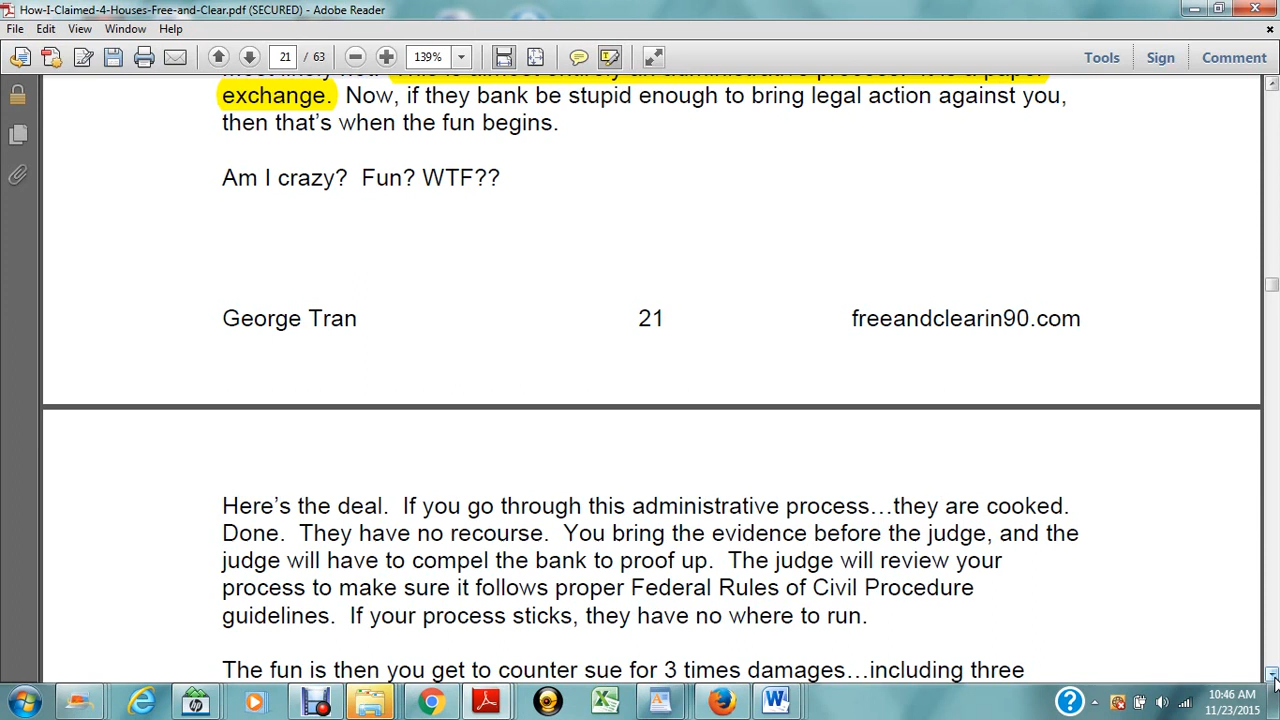 How-I-Claimed-4-Houses-Free-and-Clear.pdf (SECURED) - Adobe Reader
File Edit View Window Help
21 / 63 139% Tools Sign Comment
exchange. Now, if they bank be stupid enough to bring legal action against you,
then that's when the fun begins.
Am I crazy? Fun? WTF??
George Tran 21 freeandclearin90.com
Here's the deal. If you go through this administrative process…they are cooked.
Done. They have no recourse. You bring the evidence before the judge, and the
judge will have to compel the bank to proof up. The judge will review your
process to make sure it follows proper Federal Rules of Civil Procedure
guidelines. If your process sticks, they have no where to run.
The fun is then you get to counter sue for 3 times damages…including three
10:46 AM
11/23/2015